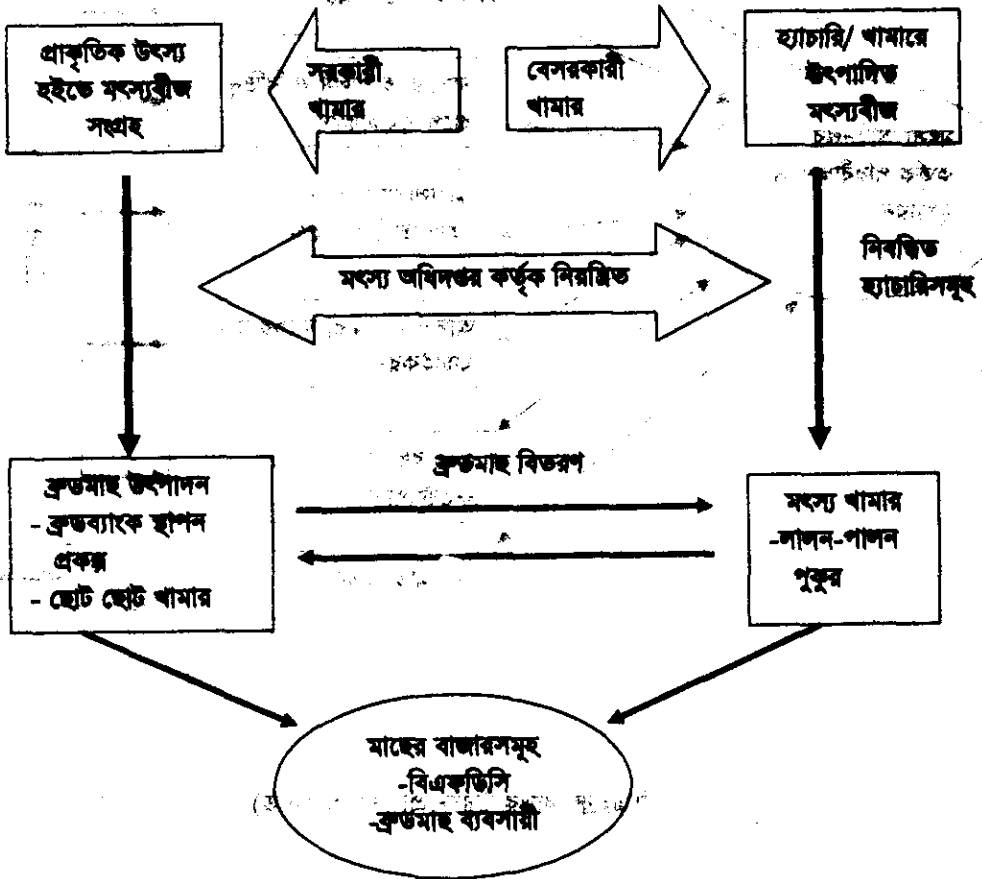 প্রাকৃতিক উৎস্য
হইতে মৎস্যবীজ
সংগ্রহ
সরকারী
খামার
বেসরকারী
খামার
হ্যাচারি/ খামারে
উৎপাদিত
মৎস্যবীজ
মৎস্য অধিদপ্তর কর্তৃক নিয়ন্ত্রিত
নিবন্ধিত
হ্যাচারিসমূহ
ব্রুডমাছ উৎপাদন
- ব্রুডব্যাংক স্থাপন
প্রকল্প
- ছোট ছোট খামার
ব্রুডমাছ বিতরণ
মৎস্য খামার
-লালন-পালন
পুকুর
মাছের বাজারসমূহ
-বিএফডিসি
-ব্রুডমাছ ব্যবসায়ী